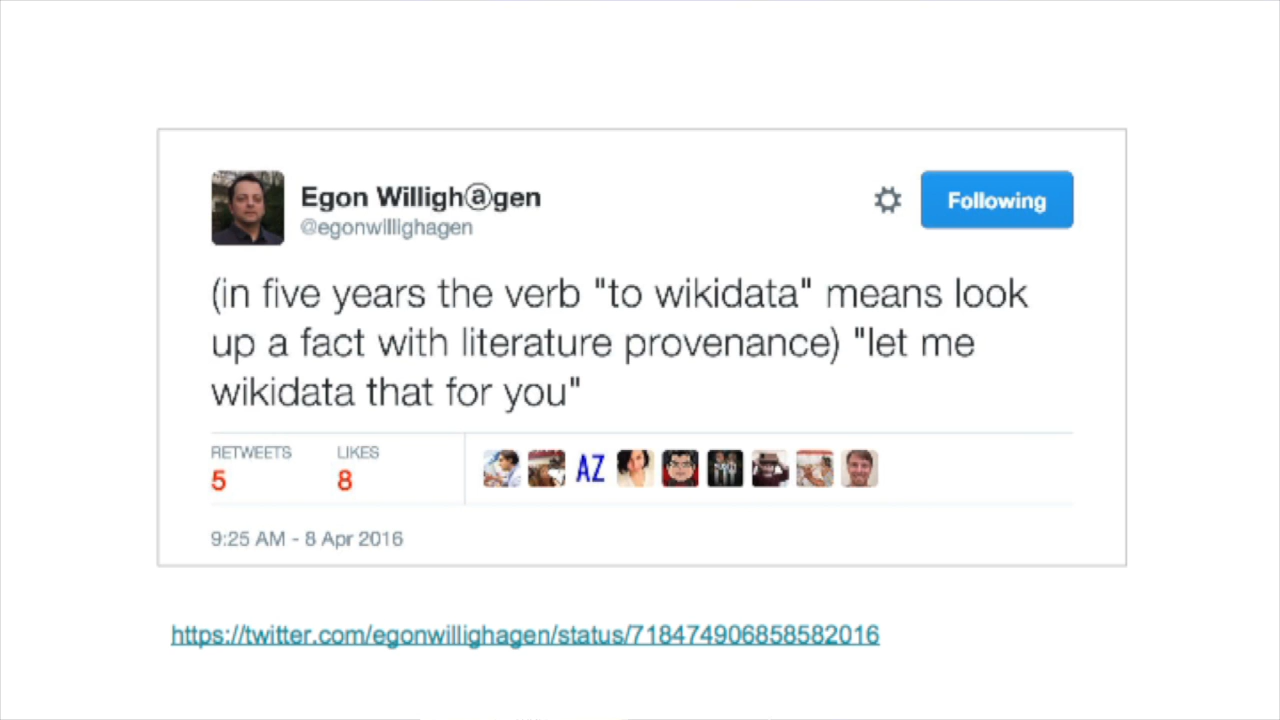 Egon Willighⓐgen
@egonwillighagen
Following
(in five years the verb "to wikidata" means look
up a fact with literature provenance) "let me
wikidata that for you"
RETWEETS LIKES
5 8
AZ
9:25 AM - 8 Apr 2016
https://twitter.com/egonwillighagen/status/718474906858582016